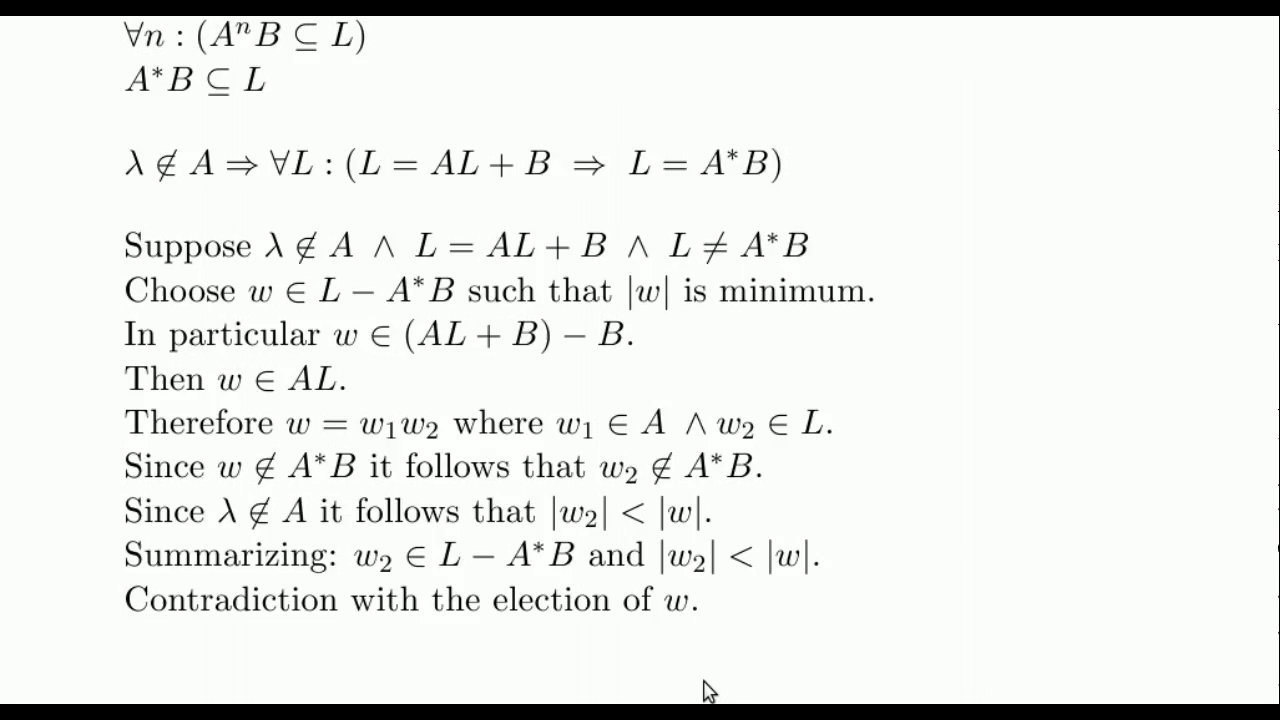 ∀n : (AⁿB ⊆ L)
A*B ⊆ L
λ ∉ A ⇒ ∀L : (L = AL + B ⇒ L = A*B)
Suppose λ ∉ A ∧ L = AL + B ∧ L ≠ A*B
Choose w ∈ L − A*B such that |w| is minimum.
In particular w ∈ (AL + B) − B.
Then w ∈ AL.
Therefore w = w₁w₂ where w₁ ∈ A ∧ w₂ ∈ L.
Since w ∉ A*B it follows that w₂ ∉ A*B.
Since λ ∉ A it follows that |w₂| < |w|.
Summarizing: w₂ ∈ L − A*B and |w₂| < |w|.
Contradiction with the election of w.